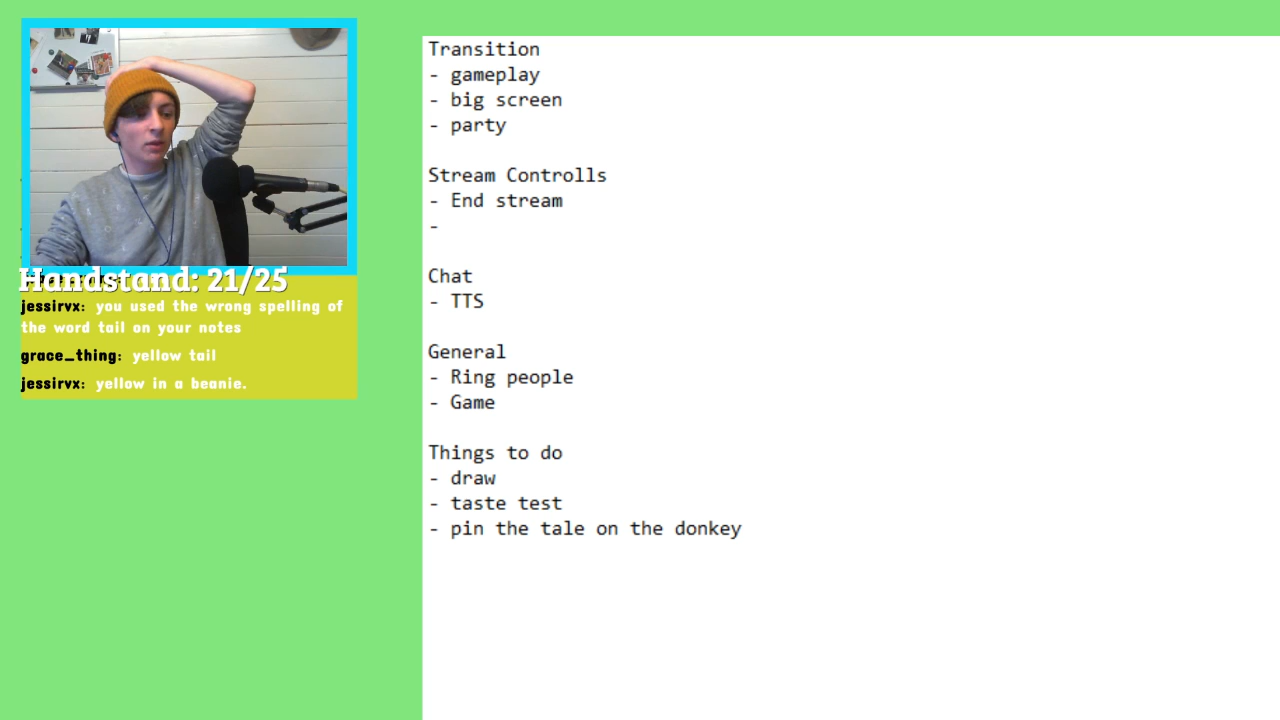 Handstand: 21/25
jessirvx: you used the wrong spelling of
the word tail on your notes
grace_thing: yellow tail
jessirvx: yellow in a beanie.
Transition
- gameplay
- big screen
- party
Stream Controlls
- End stream
-
Chat
- TTS
General
- Ring people
- Game
Things to do
- draw
- taste test
- pin the tale on the donkey